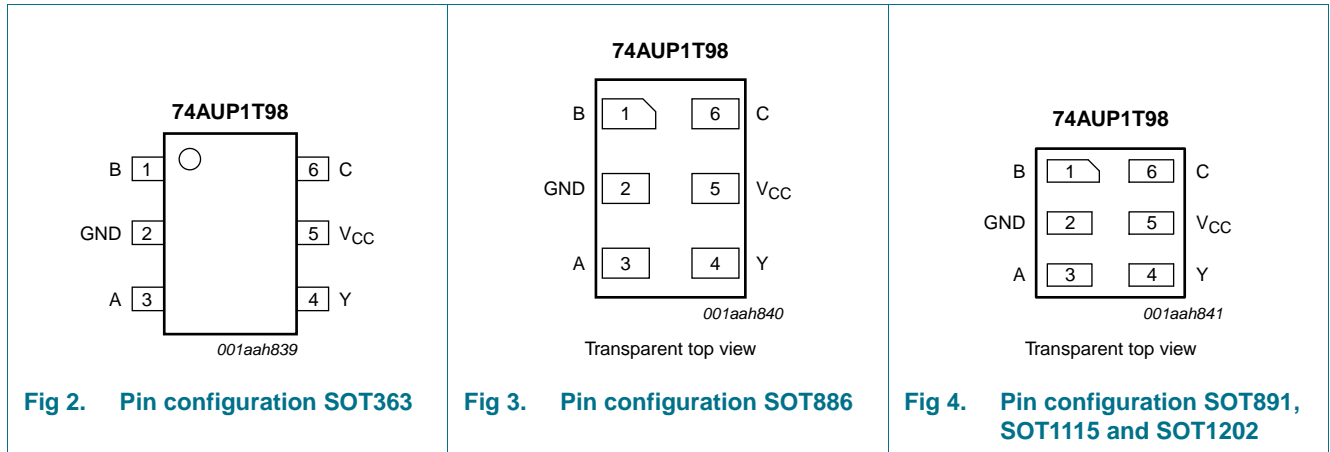 74AUP1T98
B 1 6 C
GND 2 5 VCC
A 3 4 Y
001aah839
Fig 2. Pin configuration SOT363
74AUP1T98
B 1 6 C
GND 2 5 VCC
A 3 4 Y
001aah840
Transparent top view
Fig 3. Pin configuration SOT886
74AUP1T98
B 1 6 C
GND 2 5 VCC
A 3 4 Y
001aah841
Transparent top view
Fig 4. Pin configuration SOT891,
SOT1115 and SOT1202